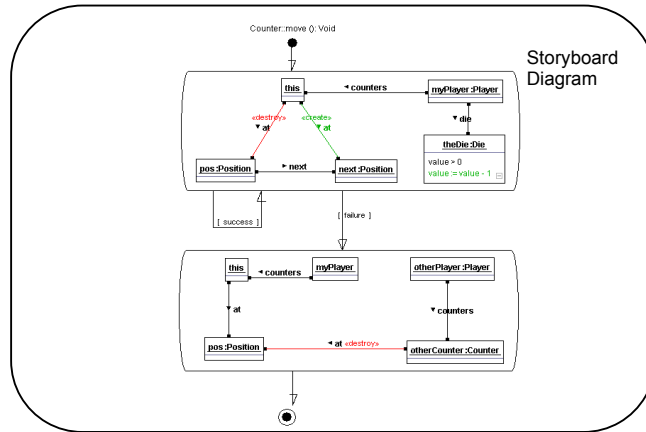 Counter::move (): Void
Storyboard
Diagram
this
◄ counters
myPlayer :Player
«destroy»
▼ at
«create»
▼ at
▼ die
theDie :Die
value > 0
value := value - 1
pos :Position
► next
next :Position
[ success ]
[ failure ]
this
◄ counters
myPlayer
otherPlayer :Player
▼ at
▼ counters
pos :Position
◄ at «destroy»
otherCounter :Counter